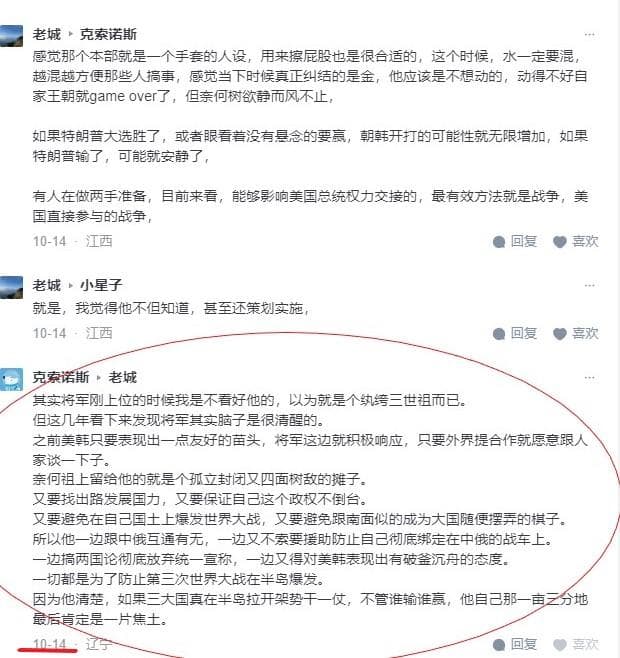 老城 ▸ 克索诺斯
感觉那个本部就是一个手套的人设，用来擦屁股也是很合适的，这个时候，水一定要混，
越混越方便那些人搞事，感觉当下时候真正纠结的是金，他应该是不想动的，动得不好自
家王朝就game over了，但奈何树欲静而风不止，
如果特朗普大选胜了，或者眼看着没有悬念的要赢，朝韩开打的可能性就无限增加，如果
特朗普输了，可能就安静了，
有人在做两手准备，目前来看，能够影响美国总统权力交接的，最有效方法就是战争，美
国直接参与的战争，
10-14 · 江西 回复 喜欢
老城 ▸ 小星子
就是，我觉得他不但知道，甚至还策划实施，
10-14 · 江西 回复 喜欢
克索诺斯 ▸ 老城
其实将军刚上位的时候我是不看好他的，以为就是个纨绔三世祖而已。
但这几年看下来发现将军其实脑子是很清醒的。
之前美韩只要表现出一点友好的苗头，将军这边就积极响应，只要外界提合作就愿意跟人
家谈一下子。
奈何祖上留给他的就是个孤立封闭又四面树敌的摊子。
又要找出路发展国力，又要保证自己这个政权不倒台。
又要避免在自己国土上爆发世界大战，又要避免跟南面似的成为大国随便摆弄的棋子。
所以他一边跟中俄互通有无，一边又不索要援助防止自己彻底绑定在中俄的战车上。
一边搞两国论彻底放弃统一宣称，一边又得对美韩表现出有破釜沉舟的态度。
一切都是为了防止第三次世界大战在半岛爆发。
因为他清楚，如果三大国真在半岛拉开架势干一仗，不管谁输谁赢，他自己那一亩三分地
最后肯定是一片焦土。
10-14 · 辽宁 回复 喜欢